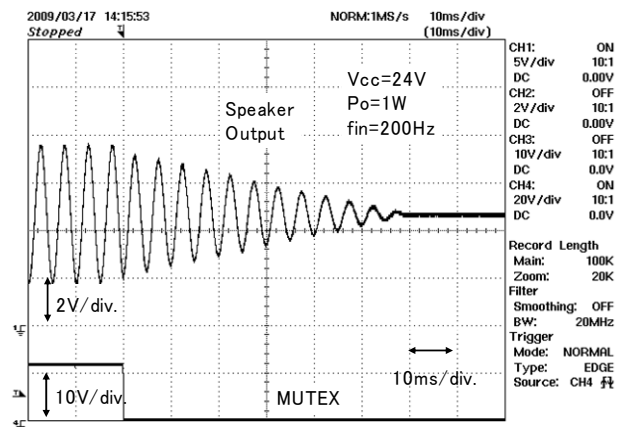 2009/03/17 14:15:53 NORM:1MS/s 10ms/div
Stopped (10ms/div)
CH1: ON
5V/div 10:1
DC 0.00V
CH2: OFF
2V/div 10:1
DC 0.00V
CH3: OFF
10V/div 10:1
DC 0.0V
CH4: ON
20V/div 10:1
DC 0.0V
Record Length
Main: 100K
Zoom: 20K
Filter
Smoothing: OFF
BW: 20MHz
Trigger
Mode: NORMAL
Type: EDGE
Source: CH4
Vcc=24V
Po=1W
fin=200Hz
Speaker
Output
2V/div.
10V/div.
10ms/div.
MUTEX